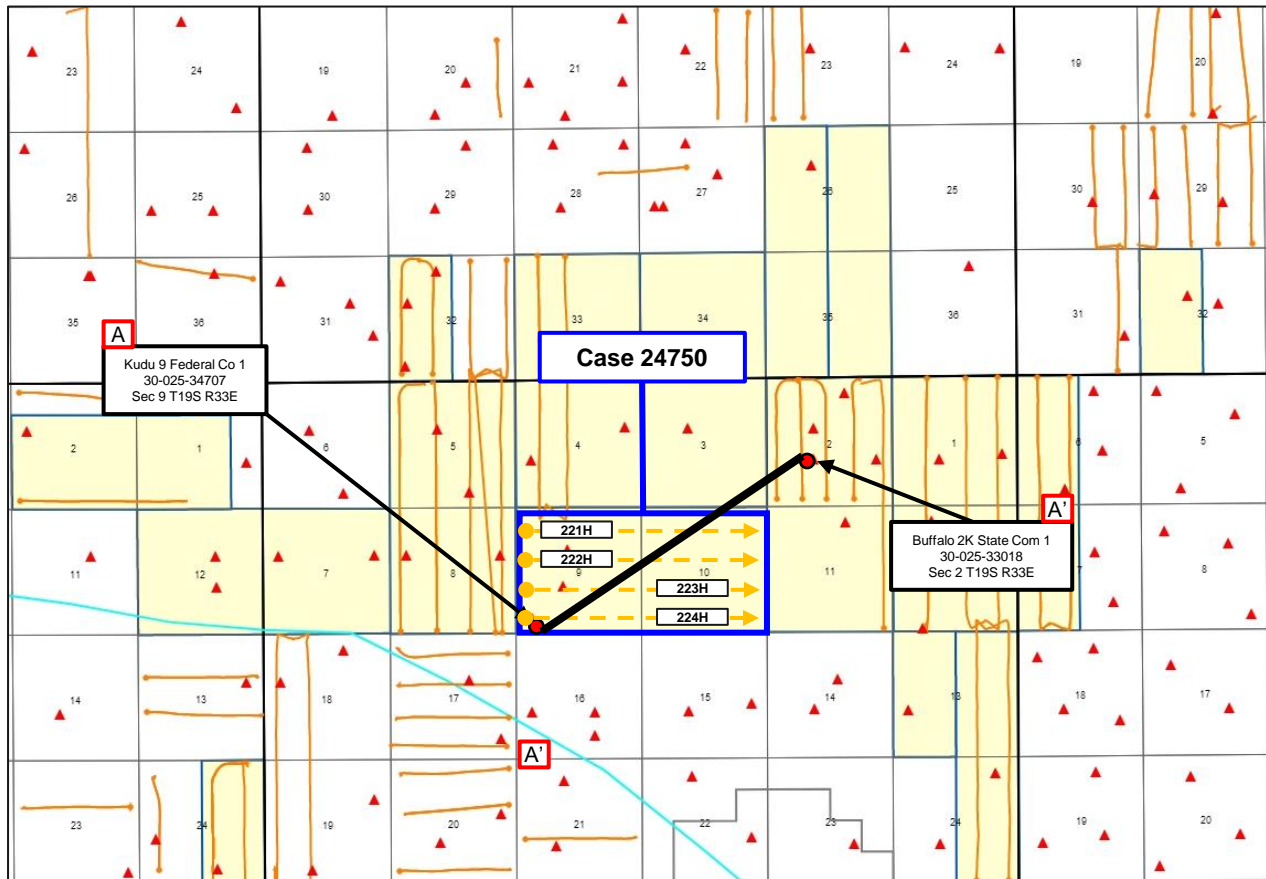 23 24 19 20 21 22 23 24 19 20
26 25 30 29 28 27 26 25 30 29
35 36 31 32 33 34 35 36 31 32
A
Case 24750
Kudu 9 Federal Co 1
30-025-34707
Sec 9 T19S R33E
2 1 6 5 4 3 2 1 6 5
A'
Buffalo 2K State Com 1
30-025-33018
Sec 2 T19S R33E
221H
222H
11 12 7 8 9 10 11 7 8
223H
224H
14 13 18 17 16 15 14 13 18 17
A'
23 24 19 20 21 22 23 24 19 20